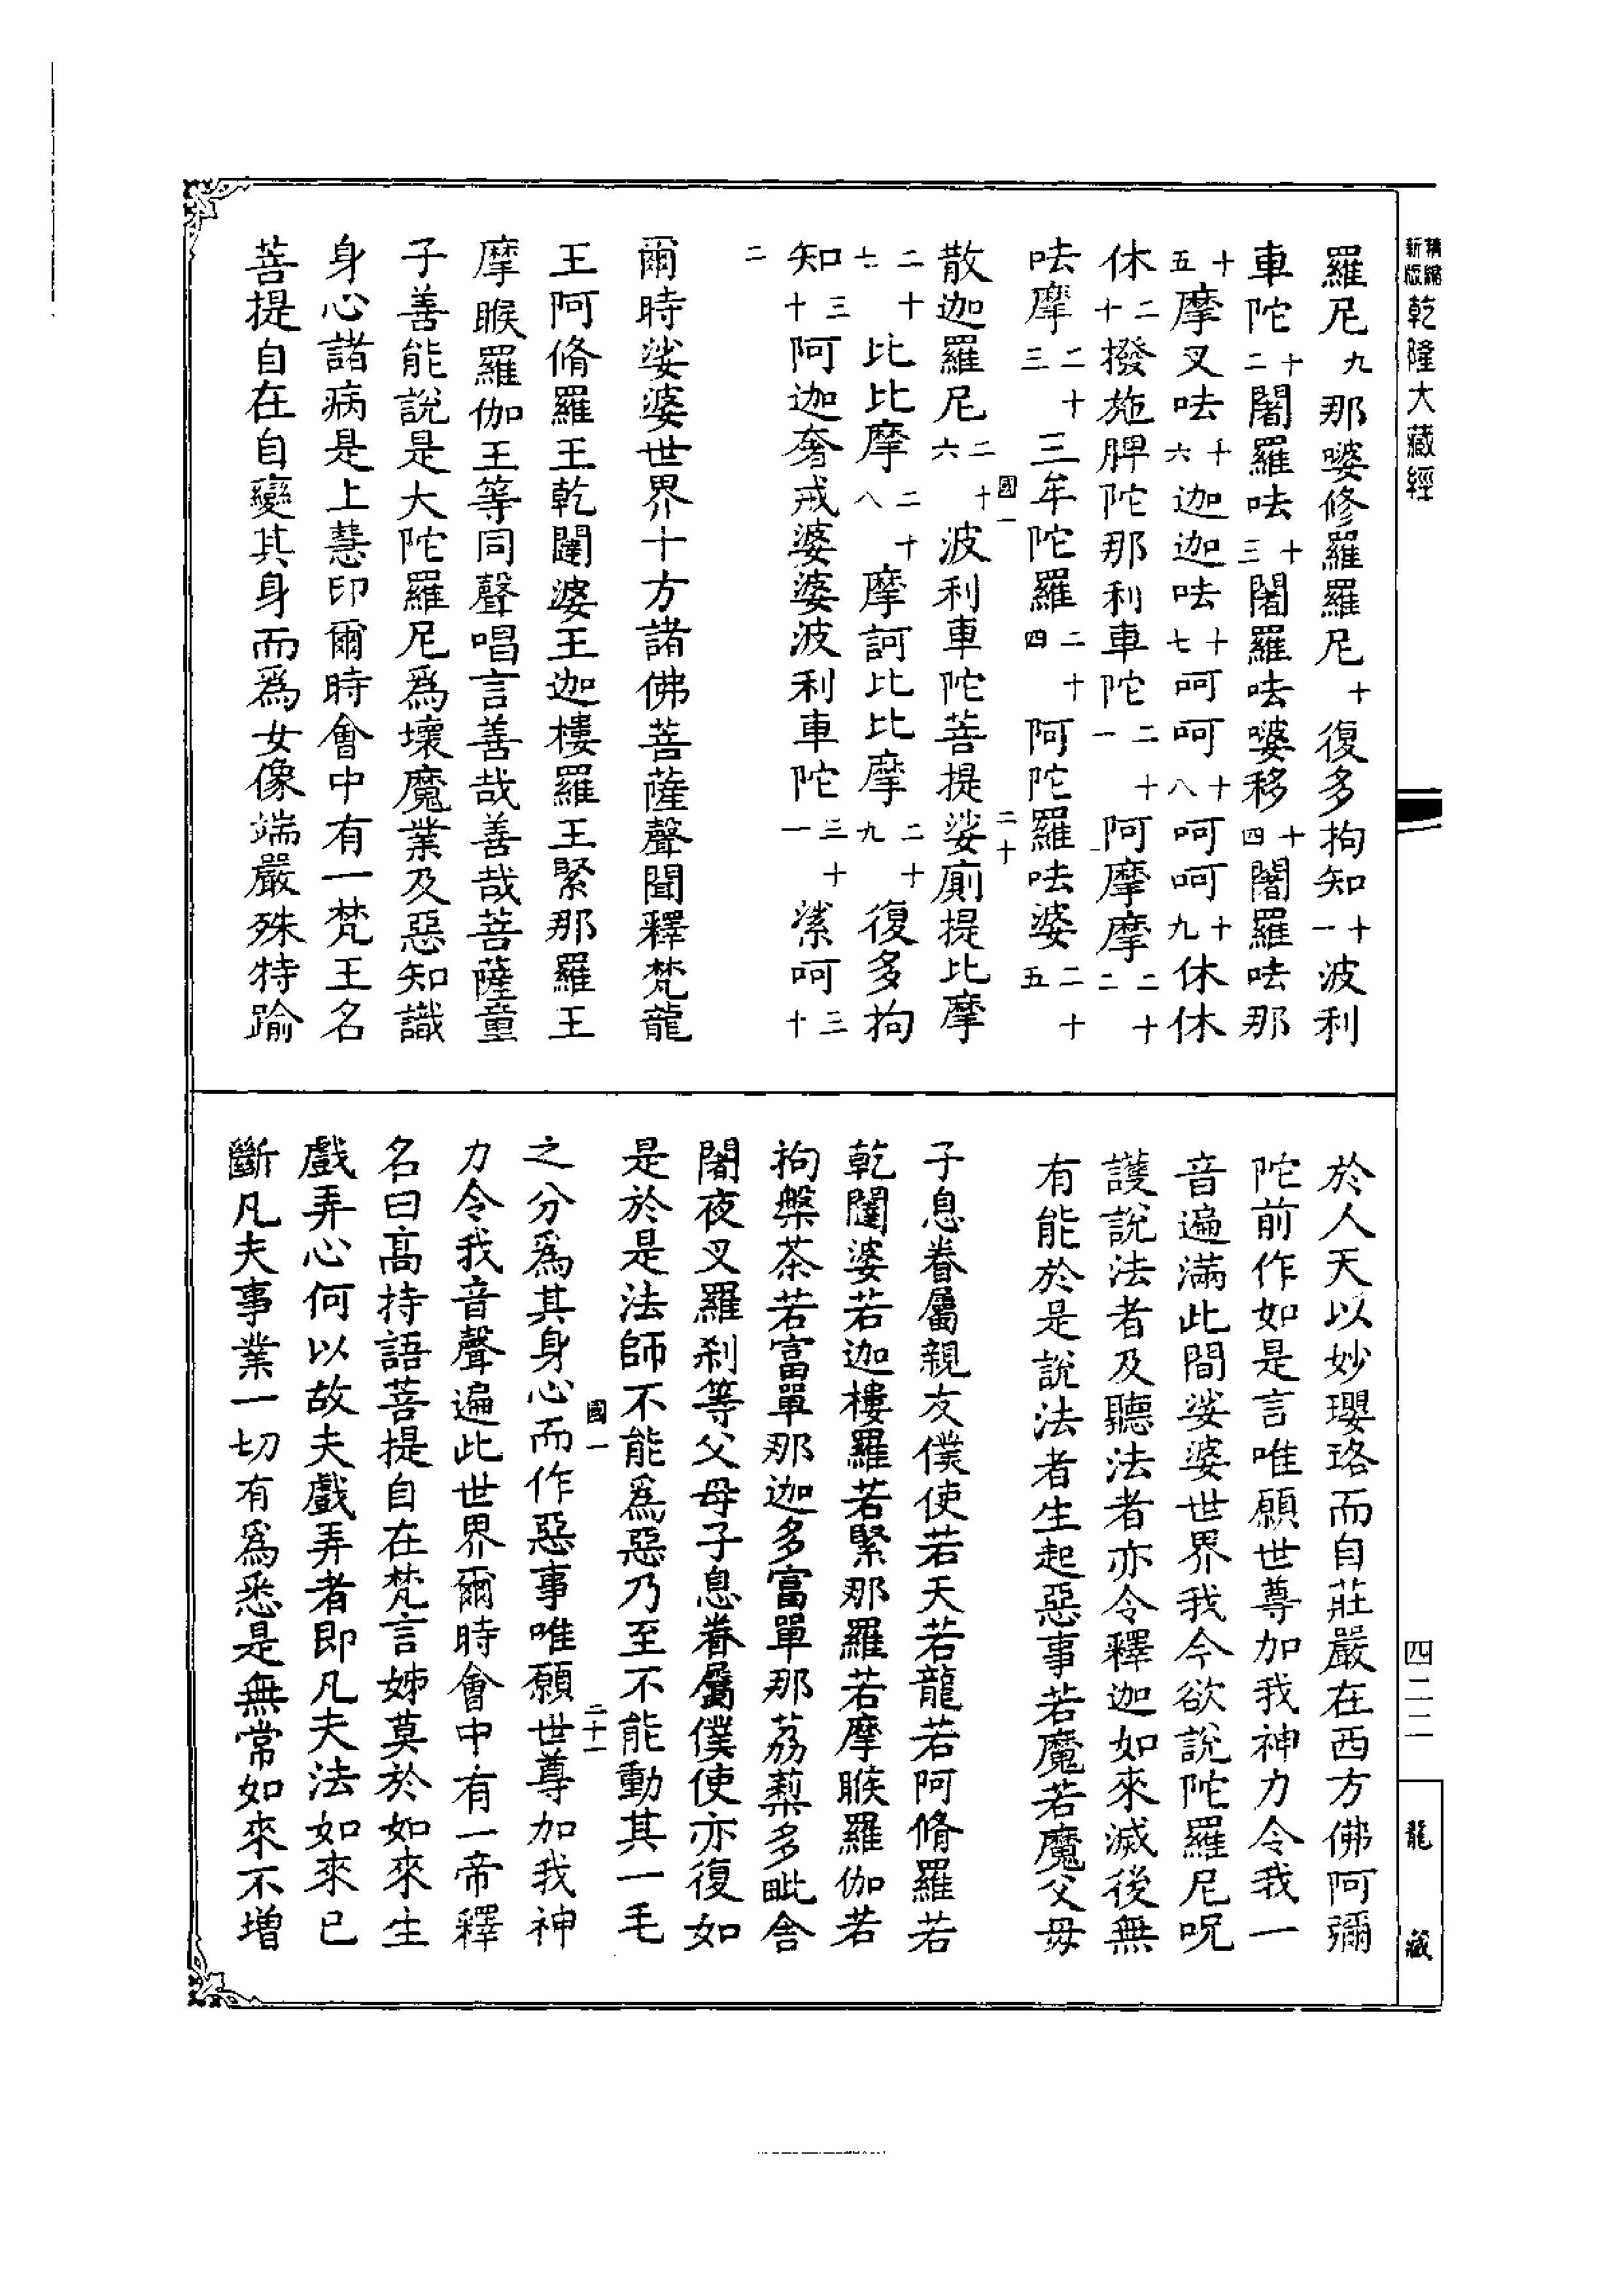 精縮新版乾隆大藏經
羅尼九那嘙修羅羅尼十復多拘知十一波利
車陀十二闍羅呿十三闍羅呿嘙移十四闍羅呿那
十五摩叉呿十六迦迦呿十七呵呵十八呵呵十九休休
休二十撥施脾陀那利車陀二十一阿摩摩二十二
呿摩二十三三牟陀羅二十四阿陀羅呿婆二十五
散迦羅尼二十六波利車陀菩提娑廁提比摩
二十七比比摩二十八摩訶比比摩二十九復多拘
知三十阿迦奢戒婆婆波利車陀三十一縈呵三十
二
爾時娑婆世界十方諸佛菩薩聲聞釋梵龍
王阿脩羅王乾闥婆王迦樓羅王緊那羅王
摩睺羅伽王等同聲唱言善哉善哉菩薩童
子善能說是大陀羅尼爲壞魔業及惡知識
身心諸病是上慧印爾時會中有一梵王名
菩提自在自變其身而爲女像端嚴殊特踰
國一
二十
於人天以妙瓔珞而自莊嚴在西方佛阿彌
陀前作如是言唯願世尊加我神力令我一
音遍滿此間娑婆世界我今欲說陀羅尼呪
護說法者及聽法者亦令釋迦如來滅後無
有能於是說法者生起惡事若魔若魔父母
子息眷屬親友僕使若天若龍若阿脩羅若
乾闥婆若迦樓羅若緊那羅若摩睺羅伽若
拘槃茶若富單那迦多富單那荔蔾多毗舍
闍夜叉羅剎等父母子息眷屬僕使亦復如
是於是法師不能爲惡乃至不能動其一毛
之分爲其身心而作惡事唯願世尊加我神
力令我音聲遍此世界爾時會中有一帝釋
名曰高持語菩提自在梵言姊莫於如來生
戲弄心何以故夫戲弄者即凡夫法如來已
斷凡夫事業一切有爲悉是無常如來不增
國一
二十一
四二二
龍藏